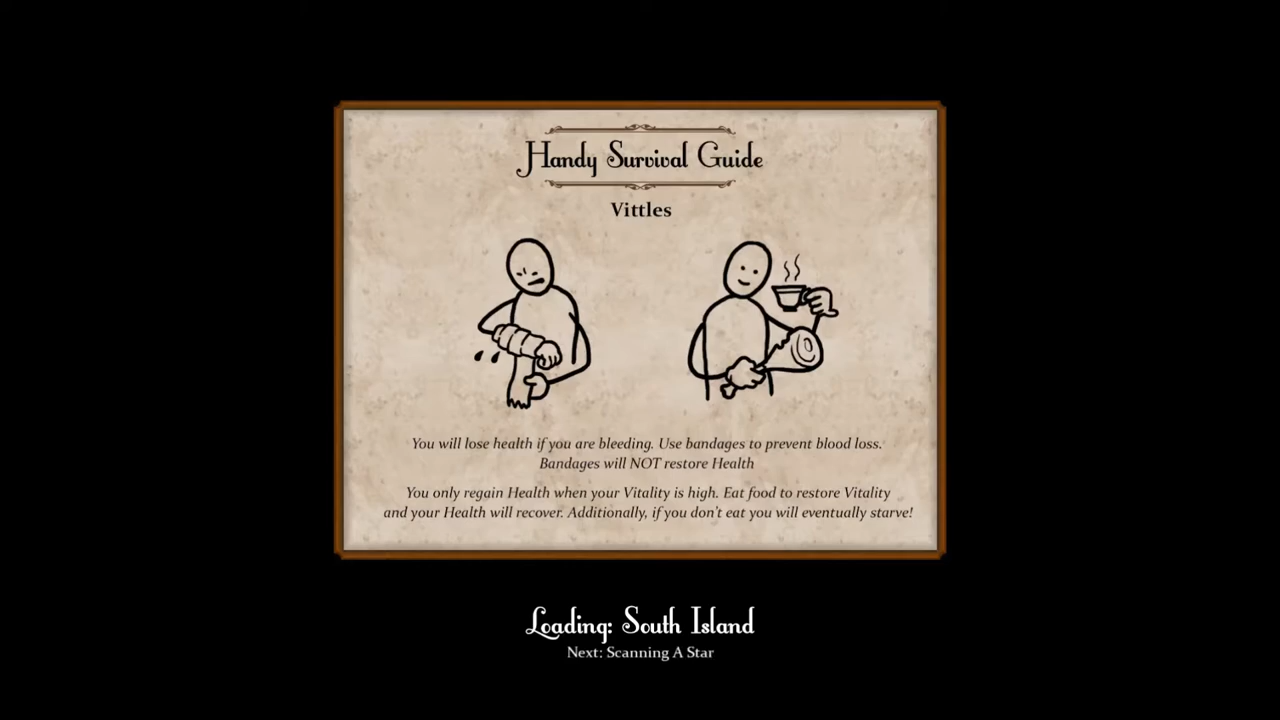 Handy Survival Guide
Vittles
You will lose health if you are bleeding. Use bandages to prevent blood loss.
Bandages will NOT restore Health
You only regain Health when your Vitality is high. Eat food to restore Vitality
and your Health will recover. Additionally, if you don't eat you will eventually starve!
Loading: South Island
Next: Scanning A Star